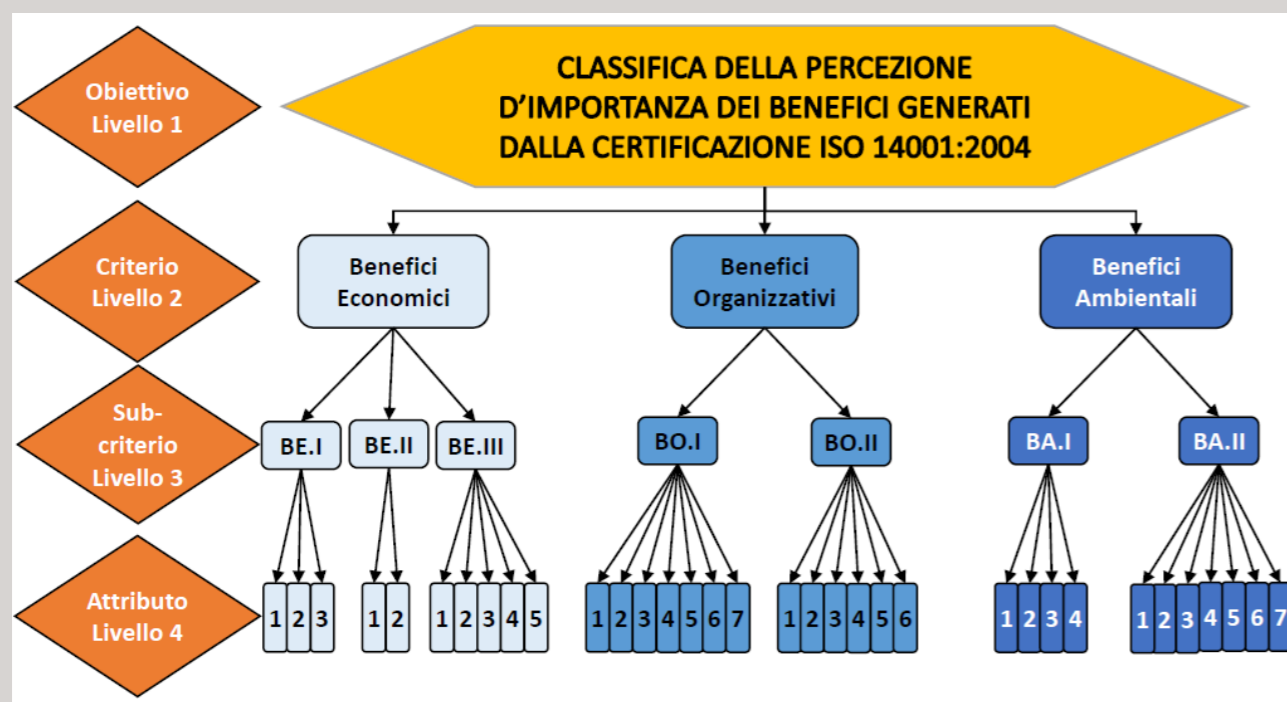 CLASSIFICA DELLA PERCEZIONE
D'IMPORTANZA DEI BENEFICI GENERATI
DALLA CERTIFICAZIONE ISO 14001:2004
Obiettivo
Livello 1
Criterio
Livello 2
Benefici
Economici
Benefici
Organizzativi
Benefici
Ambientali
Sub-
criterio
Livello 3
BE.I
BE.II
BE.III
BO.I
BO.II
BA.I
BA.II
Attributo
Livello 4
1 2 3
1 2
1 2 3 4 5
1 2 3 4 5 6 7
1 2 3 4 5 6
1 2 3 4
1 2 3 4 5 6 7